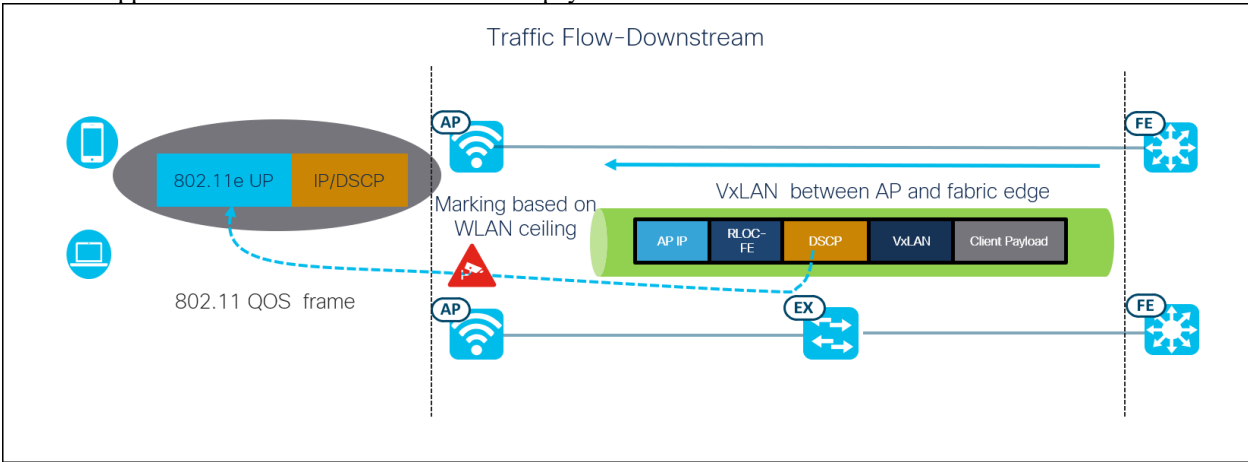 Traffic Flow-Downstream
AP
FE
802.11e UP
IP/DSCP
Marking based on
WLAN ceiling
VxLAN between AP and fabric edge
AP IP
RLOC-
FE
DSCP
VxLAN
Client Payload
802.11 QOS frame
AP
EX
FE